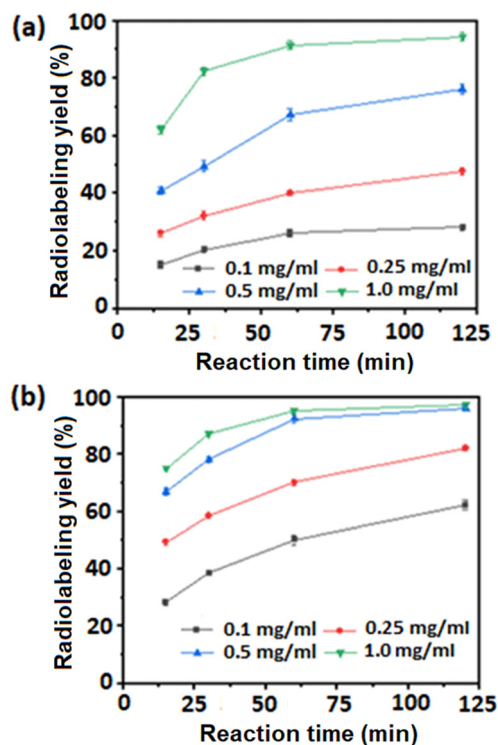 (a)
Radiolabeling yield (%)
100
80
60
40
20
0
0.1 mg/ml 0.25 mg/ml
0.5 mg/ml 1.0 mg/ml
0 25 50 75 100 125
Reaction time (min)
(b)
Radiolabeling yield (%)
100
80
60
40
20
0.1 mg/ml 0.25 mg/ml
0.5 mg/ml 1.0 mg/ml
0 25 50 75 100 125
Reaction time (min)